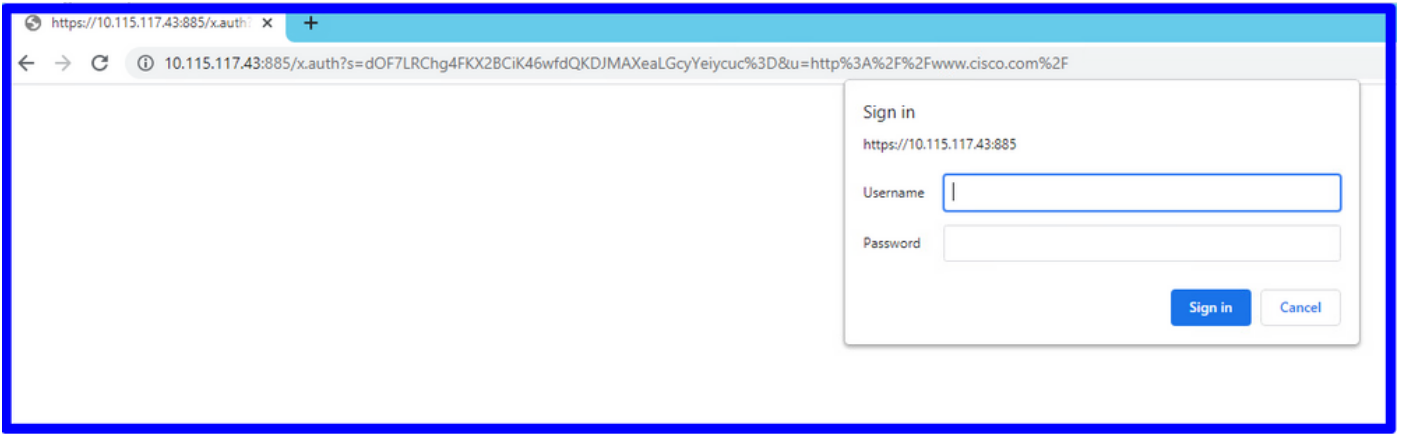 https://10.115.117.43:885/x.auth?
10.115.117.43:885/x.auth?s=dOF7LRChg4FKX2BCiK46wfdQKDJMAXeaLGcyYeiycuc%3D&u=http%3A%2F%2Fwww.cisco.com%2F
Sign in
https://10.115.117.43:885
Username
Password
Sign in Cancel